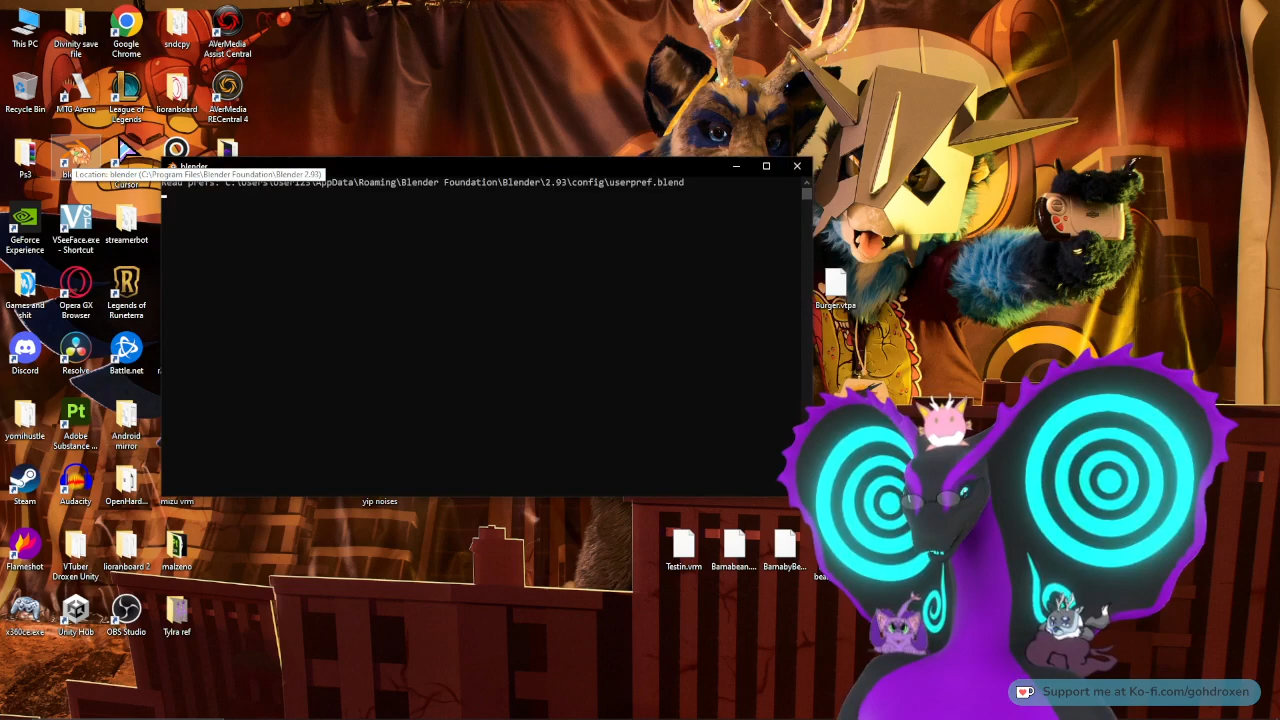 This PC
Divinity save
file
Google
Chrome
sndcpy
AVerMedia
Assist Central
Recycle Bin
MTG Arena
League of
Legends
lioranboard
AVerMedia
RECentral 4
Ps3
Cursor
blender
Location: blender (C:\Program Files\Blender Foundation\Blender 2.93)
Read prefs: C:\Users\User123\AppData\Roaming\Blender Foundation\Blender\2.93\config\userpref.blend
GeForce
Experience
VSeeFace.exe
- Shortcut
streamerbot
Games and
shit
Opera GX
Browser
Legends of
Runeterra
Burger.vtpa
Discord
Resolve
Battle.net
yomihustle
Pt
Adobe
Substance ...
Android
mirror
Steam
Audacity
OpenHard...
mizu vrm
yip noises
Flameshot
VTuber
Droxen Unity
lioranboard 2
malzeno
Testin.vrm
Barnabean....
BarnabyBe...
x360ce.exe
Unity Hub
OBS Studio
Tylra ref
Support me at Ko-fi.com/gohdroxen